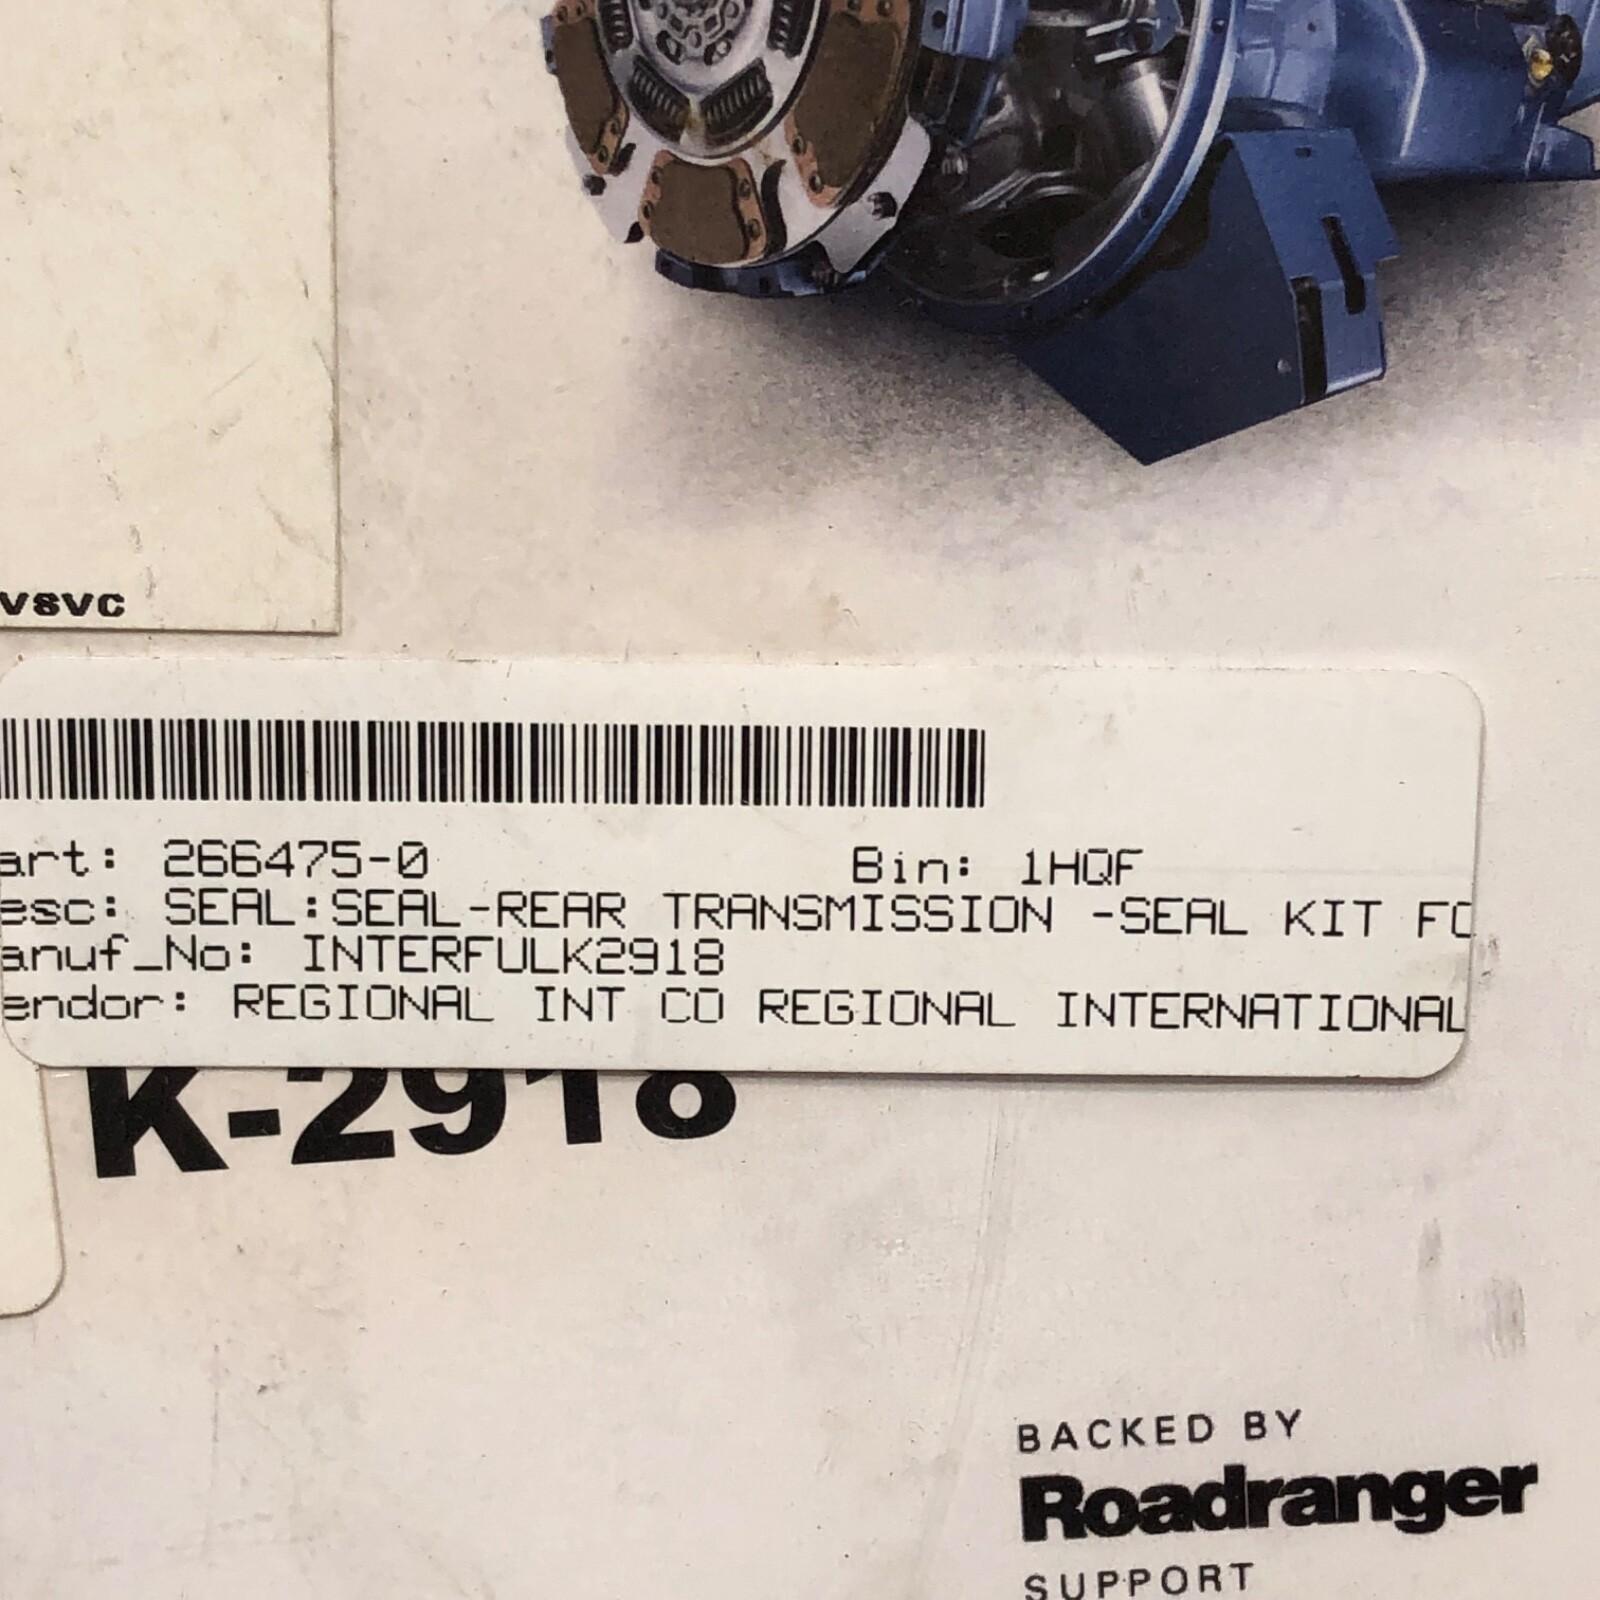 VSVC
art: 266475-0 Bin: 1HQF
esc: SEAL:SEAL-REAR TRANSMISSION -SEAL KIT FO
anuf_No: INTERFULK2918
endor: REGIONAL INT CO REGIONAL INTERNATIONAL
K-2918
BACKED BY
Roadranger
SUPPORT